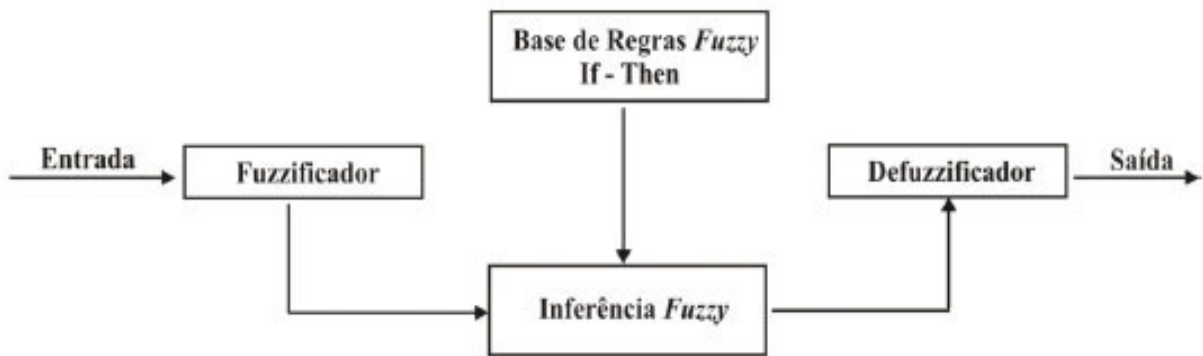 Base de Regras Fuzzy
If - Then
Entrada
Fuzzificador
Defuzzificador
Saída
Inferência Fuzzy